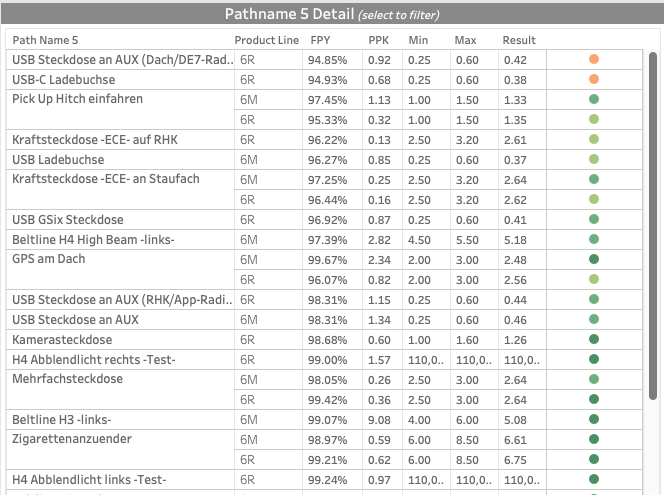 Pathname 5 Detail (select to filter)
Path Name 5 Product Line FPY PPK Min Max Result
USB Steckdose an AUX (Dach/DE7-Rad.. 6R 94.85% 0.92 0.25 0.60 0.42
USB-C Ladebuchse 6R 94.93% 0.68 0.25 0.60 0.38
Pick Up Hitch einfahren 6M 97.45% 1.13 1.00 1.50 1.33
6R 95.33% 0.32 1.00 1.50 1.35
Kraftsteckdose -ECE- auf RHK 6R 96.22% 0.13 2.50 3.20 2.61
USB Ladebuchse 6M 96.27% 0.85 0.25 0.60 0.37
Kraftsteckdose -ECE- an Staufach 6M 97.25% 0.25 2.50 3.20 2.64
6R 96.44% 0.16 2.50 3.20 2.62
USB GSix Steckdose 6R 96.92% 0.87 0.25 0.60 0.41
Beltline H4 High Beam -links- 6M 97.39% 2.82 4.50 5.50 5.18
GPS am Dach 6M 99.67% 2.34 2.00 3.00 2.48
6R 96.07% 0.82 2.00 3.00 2.56
USB Steckdose an AUX (RHK/App-Radi.. 6R 98.31% 1.15 0.25 0.60 0.44
USB Steckdose an AUX 6M 98.31% 1.34 0.25 0.60 0.46
Kamerasteckdose 6R 98.68% 0.60 1.00 1.60 1.26
H4 Abblendlicht rechts -Test- 6R 99.00% 1.57 110,0.. 110,0.. 110,0..
Mehrfachsteckdose 6M 98.05% 0.26 2.50 3.00 2.64
6R 99.42% 0.36 2.50 3.00 2.64
Beltline H3 -links- 6M 99.07% 9.08 4.00 6.00 5.08
Zigarettenanzuender 6M 98.97% 0.59 6.00 8.50 6.61
6R 99.21% 0.62 6.00 8.50 6.75
H4 Abblendlicht links -Test- 6R 99.24% 0.97 110,0.. 110,0.. 110,0..